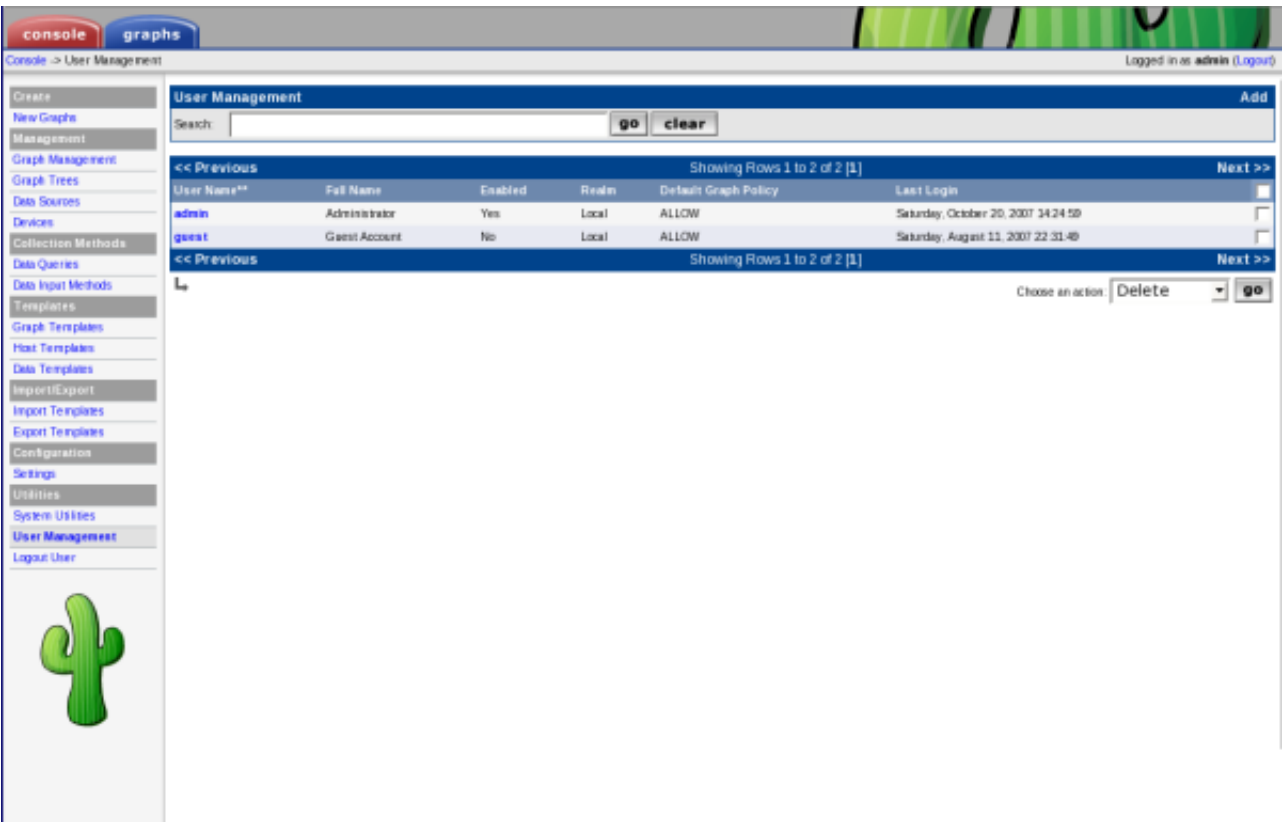 console graphs
Console -> User Management Logged in as admin (Logout)
Create
New Graphs
Management
Graph Management
Graph Trees
Data Sources
Devices
Collection Methods
Data Queries
Data Input Methods
Templates
Graph Templates
Host Templates
Data Templates
Import/Export
Import Templates
Export Templates
Configuration
Settings
Utilities
System Utilities
User Management
Logout User
User Management Add
Search: go clear
<< Previous Showing Rows 1 to 2 of 2 [1] Next >>
User Name** Full Name Enabled Realm Default Graph Policy Last Login
admin Administrator Yes Local ALLOW Saturday, October 20, 2007 14:24:59
guest Guest Account No Local ALLOW Saturday, August 11, 2007 22:31:49
<< Previous Showing Rows 1 to 2 of 2 [1] Next >>
Choose an action: Delete go